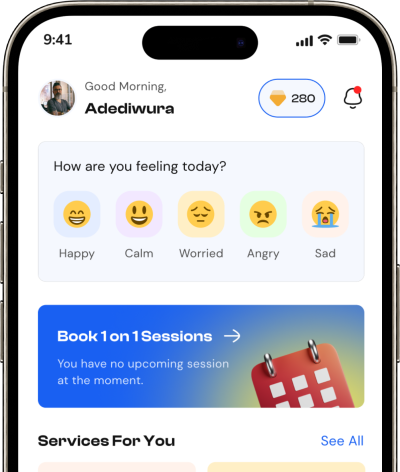 9:41
Good Morning,
Adediwura
280
How are you feeling today?
Happy
Calm
Worried
Angry
Sad
Book 1 on 1 Sessions
You have no upcoming session
at the moment.
Services For You
See All